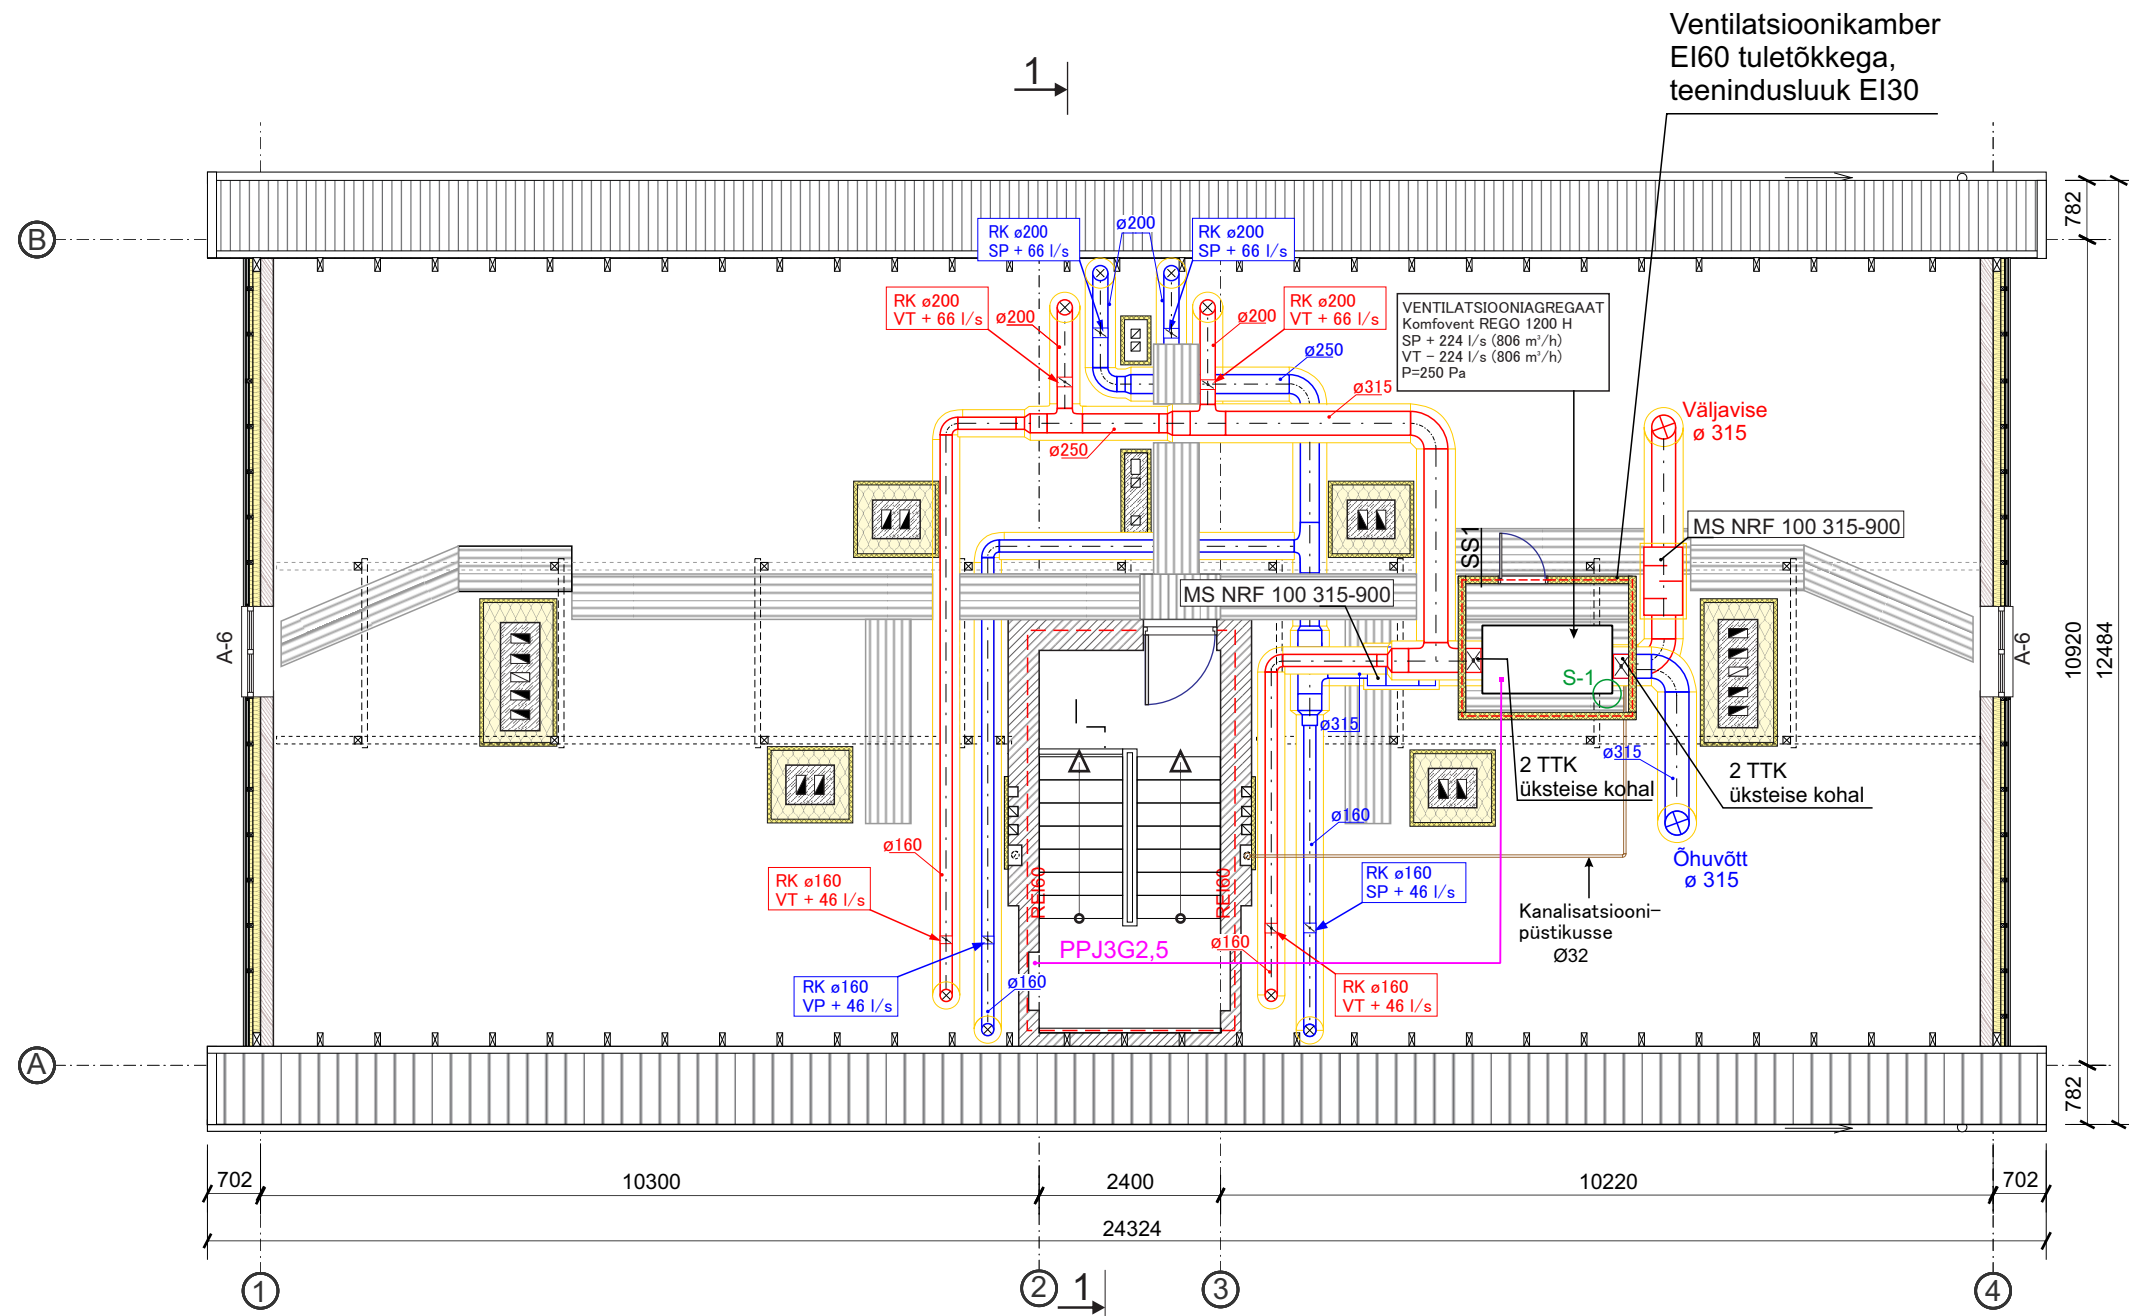 Ventilatsioonikamber
EI60 tuletõkkega,
teenindusluuk EI30
1
B
782
RK ø200
SP + 66 l/s
ø200
RK ø200
SP + 66 l/s
RK ø200
VT + 66 l/s
ø200
ø200
RK ø200
VT + 66 l/s
VENTILATSIOONIAGREGAAT
Komfovent REGO 1200 H
SP + 224 l/s (806 m³/h)
VT - 224 l/s (806 m³/h)
P=250 Pa
ø250
ø315
ø250
Väljavise
ø 315
MS NRF 100 315-900
SS1
MS NRF 100 315-900
A-6
A-6
10920
12484
S-1
ø315
ø315
2 TTK
üksteise kohal
2 TTK
üksteise kohal
ø160
ø160
Õhuvõtt
ø 315
RK ø160
VT + 46 l/s
REI60
REI60
RK ø160
SP + 46 l/s
Kanalisatsiooni-
püstikusse
Ø32
PPJ3G2,5
ø160
RK ø160
VP + 46 l/s
ø160
RK ø160
VT + 46 l/s
A
782
702
10300
2400
10220
702
24324
1
2
1
3
4